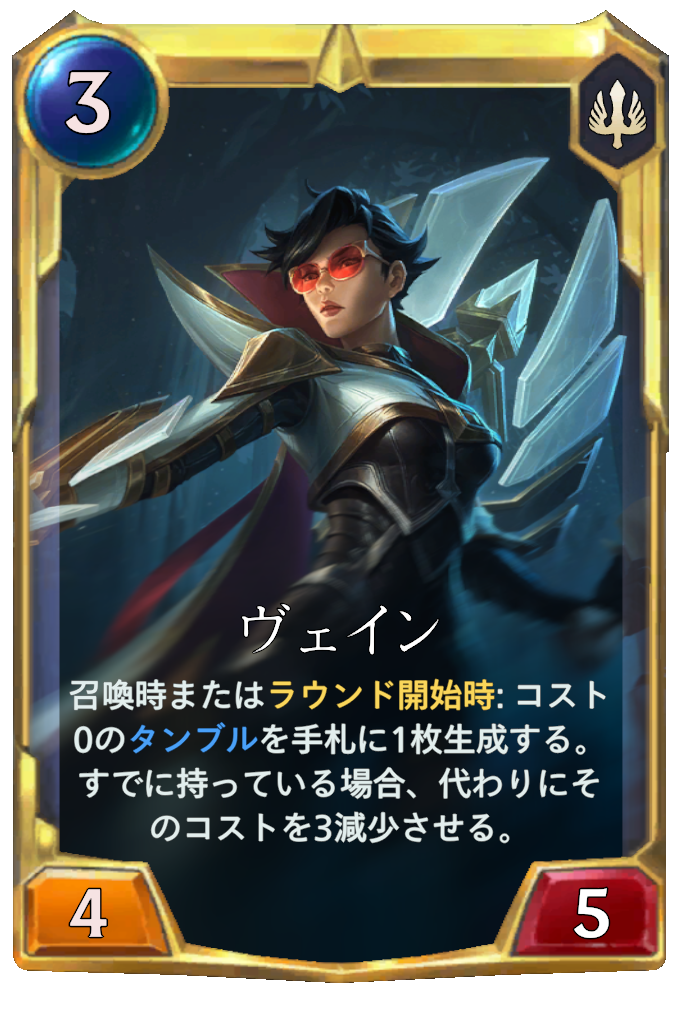 3
ヴェイン
召喚時またはラウンド開始時: コスト
0のタンブルを手札に1枚生成する。
すでに持っている場合、代わりにそ
のコストを3減少させる。
4
5